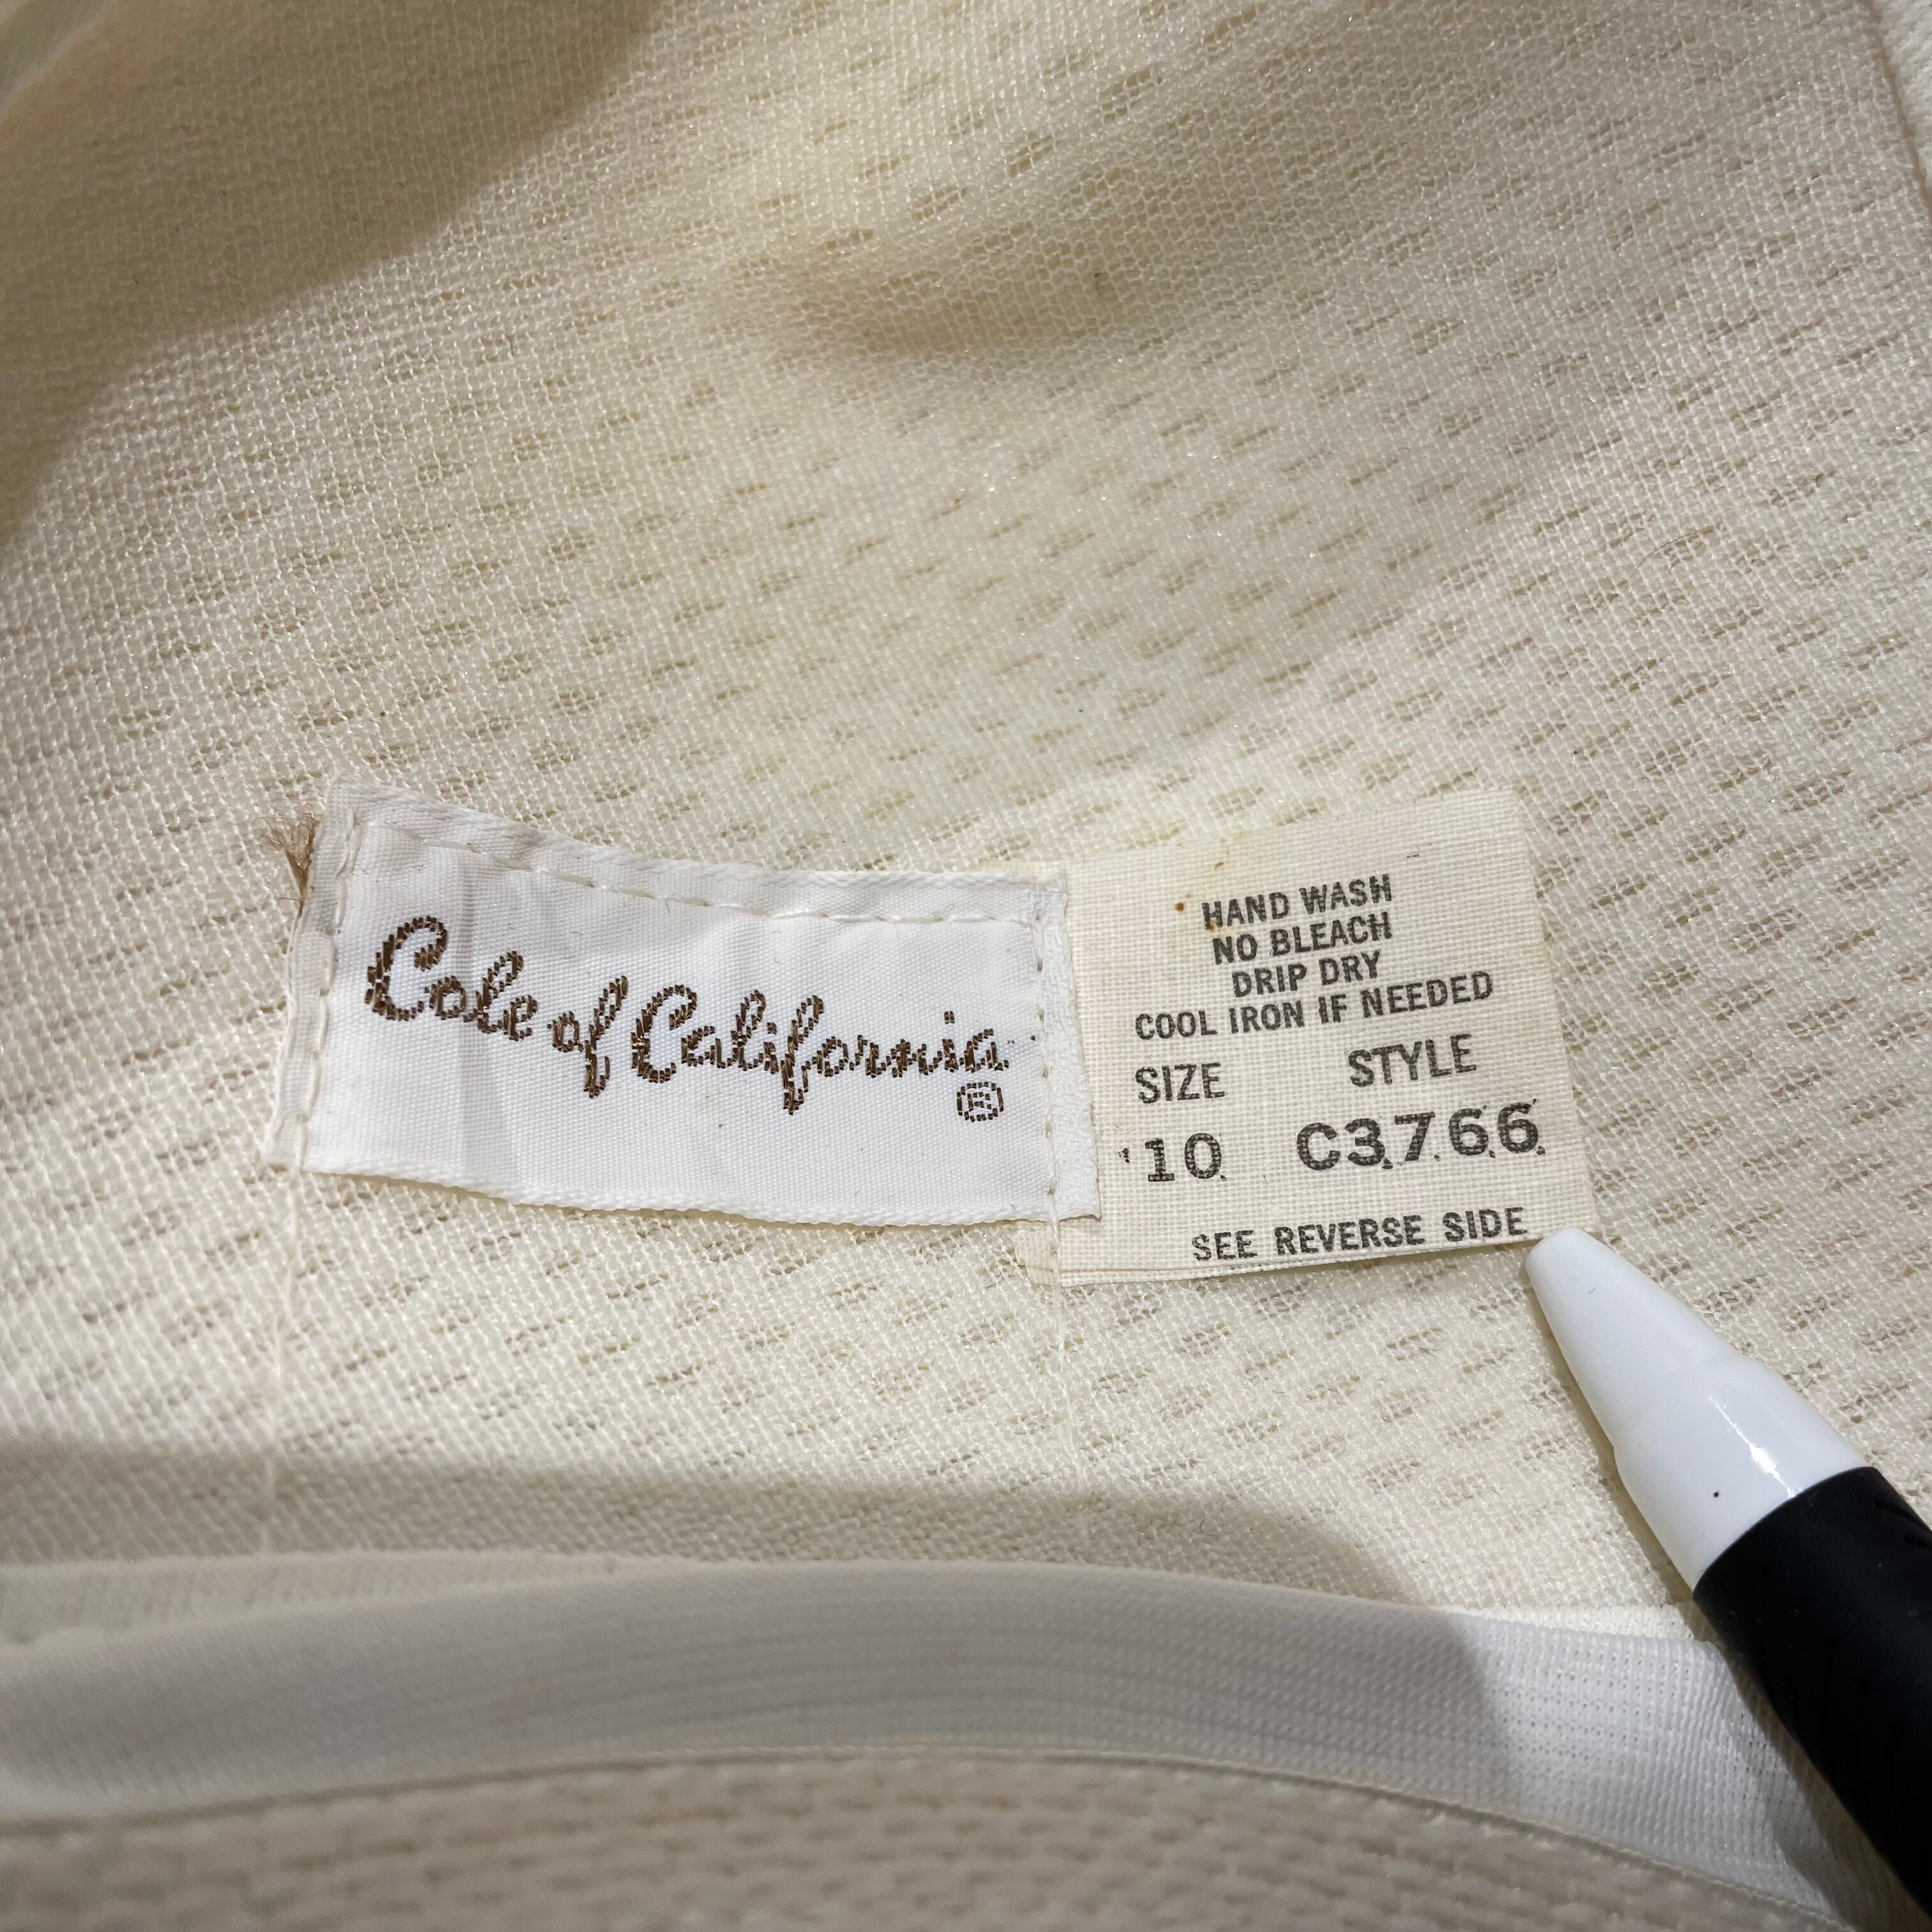 Cole of California
®
HAND WASH
NO BLEACH
DRIP DRY
COOL IRON IF NEEDED
SIZE STYLE
10 C3766
SEE REVERSE SIDE